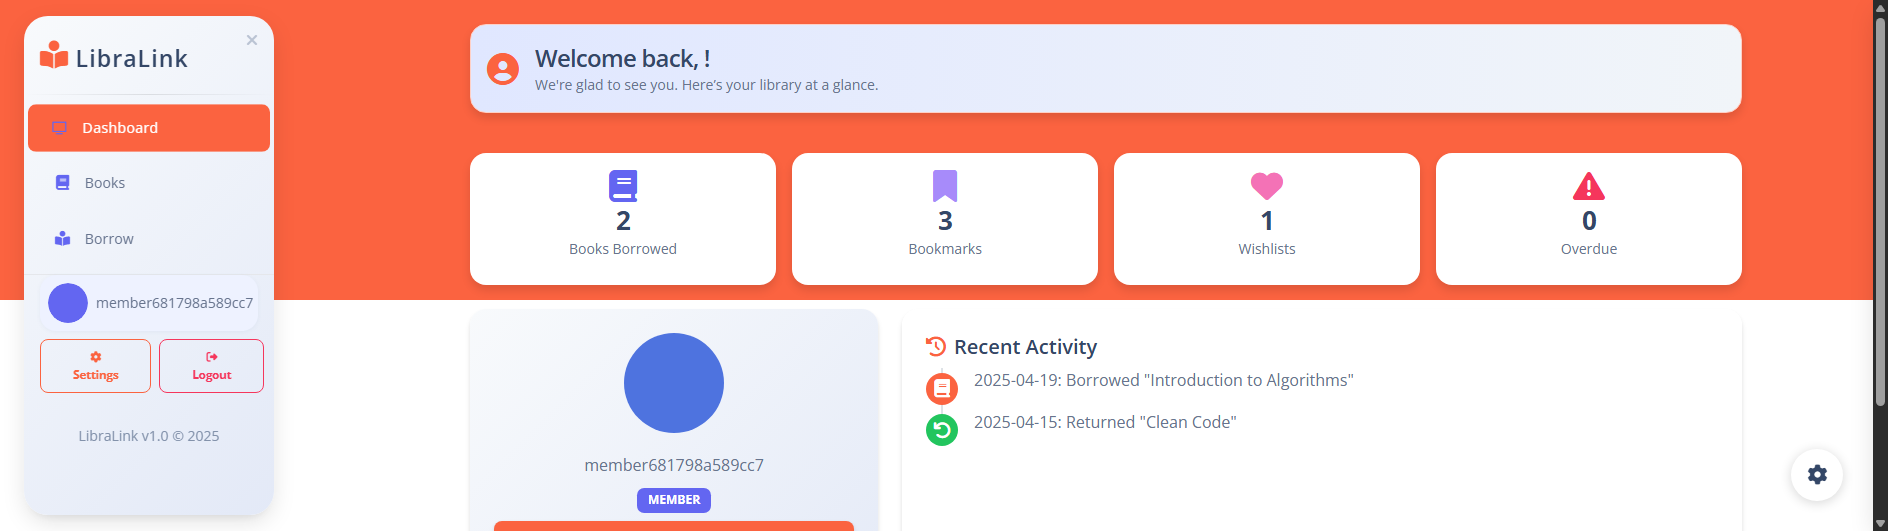 LibraLink
Dashboard
Books
Borrow
member681798a589cc7
Settings
Logout
LibraLink v1.0 © 2025
Welcome back, !
We're glad to see you. Here's your library at a glance.
2
Books Borrowed
3
Bookmarks
1
Wishlists
0
Overdue
member681798a589cc7
MEMBER
Recent Activity
2025-04-19: Borrowed "Introduction to Algorithms"
2025-04-15: Returned "Clean Code"